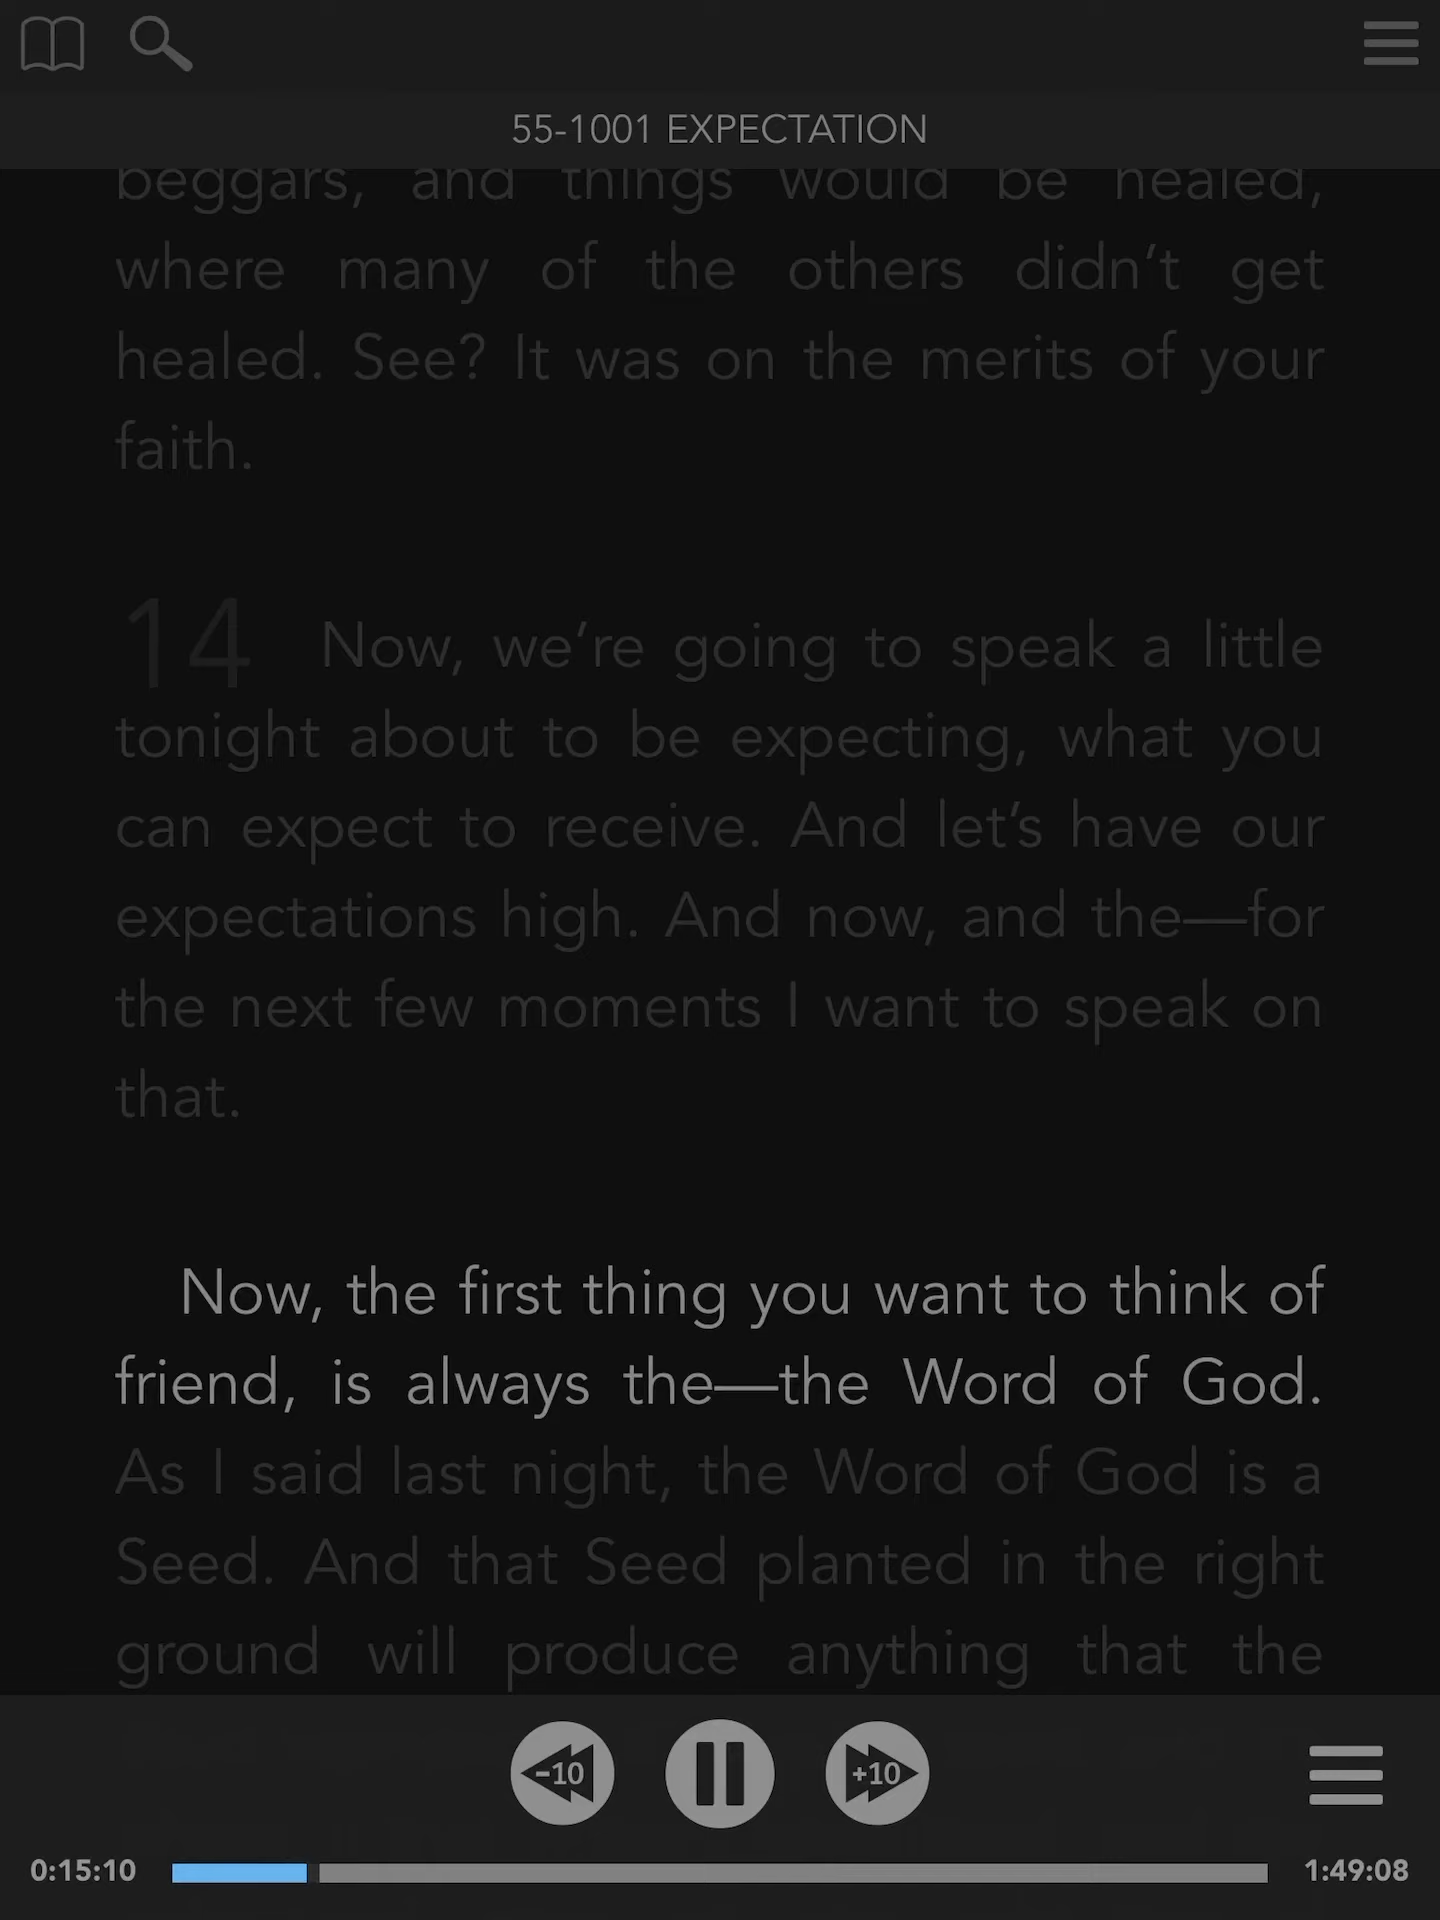 55-1001 EXPECTATION
beggars, and things would be healed,
where many of the others didn’t get
healed. See? It was on the merits of your
faith.
14 Now, we’re going to speak a little
tonight about to be expecting, what you
can expect to receive. And let’s have our
expectations high. And now, and the—for
the next few moments I want to speak on
that.
Now, the first thing you want to think of
friend, is always the—the Word of God.
As I said last night, the Word of God is a
Seed. And that Seed planted in the right
ground will produce anything that the
-10 +10
0:15:10 1:49:08